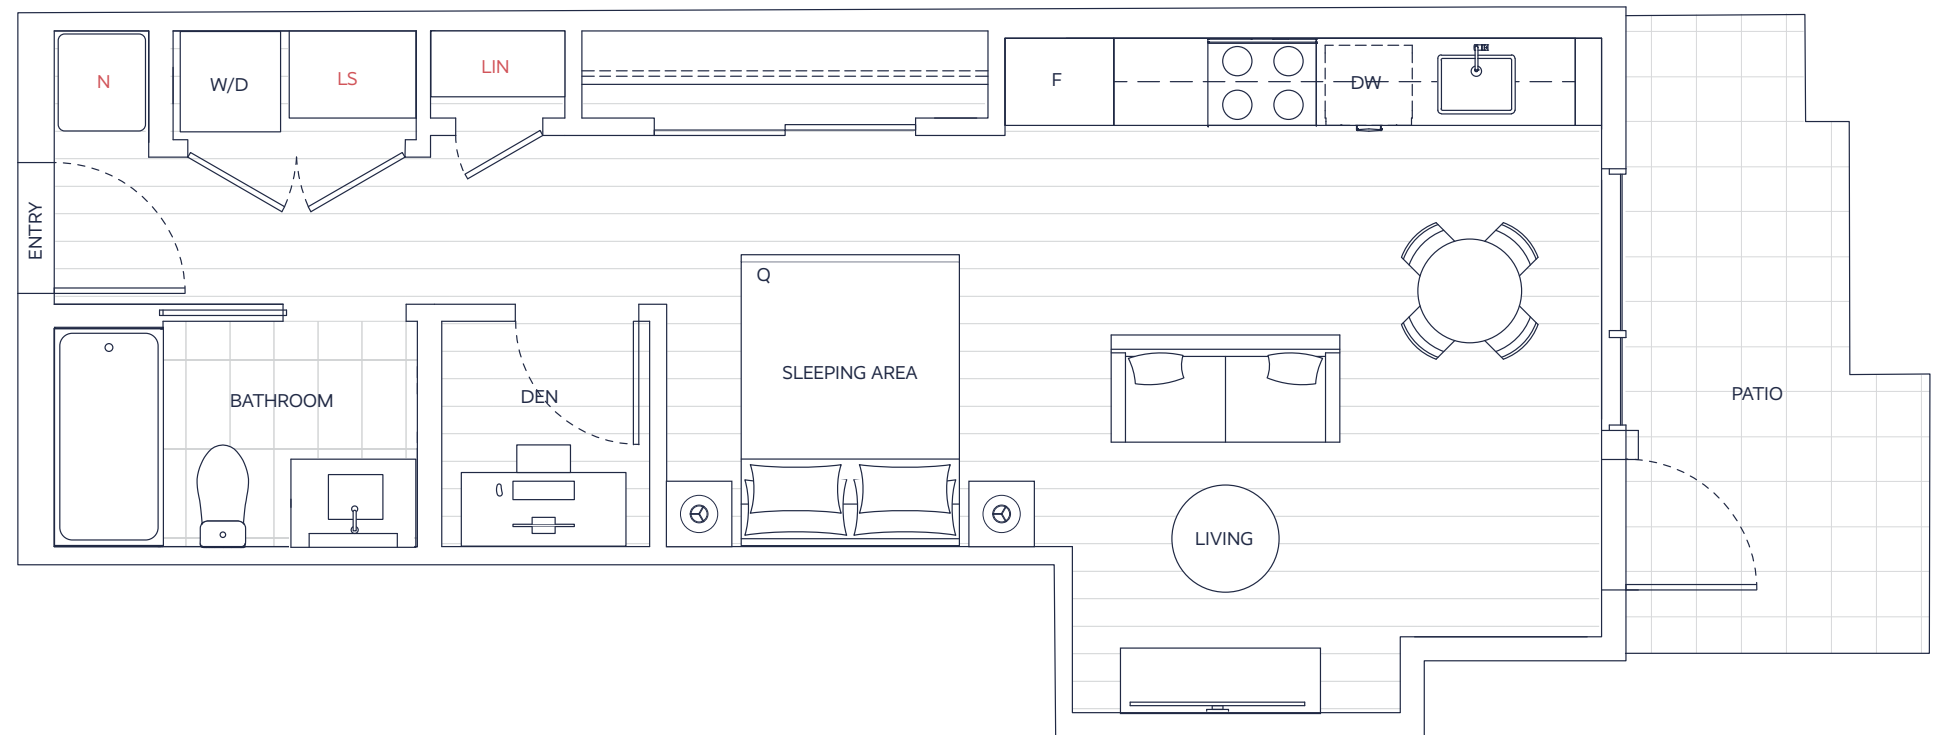 N
W/D
LS
LIN
F
DW
ENTRY
Q
SLEEPING AREA
BATHROOM
DEN
PATIO
LIVING